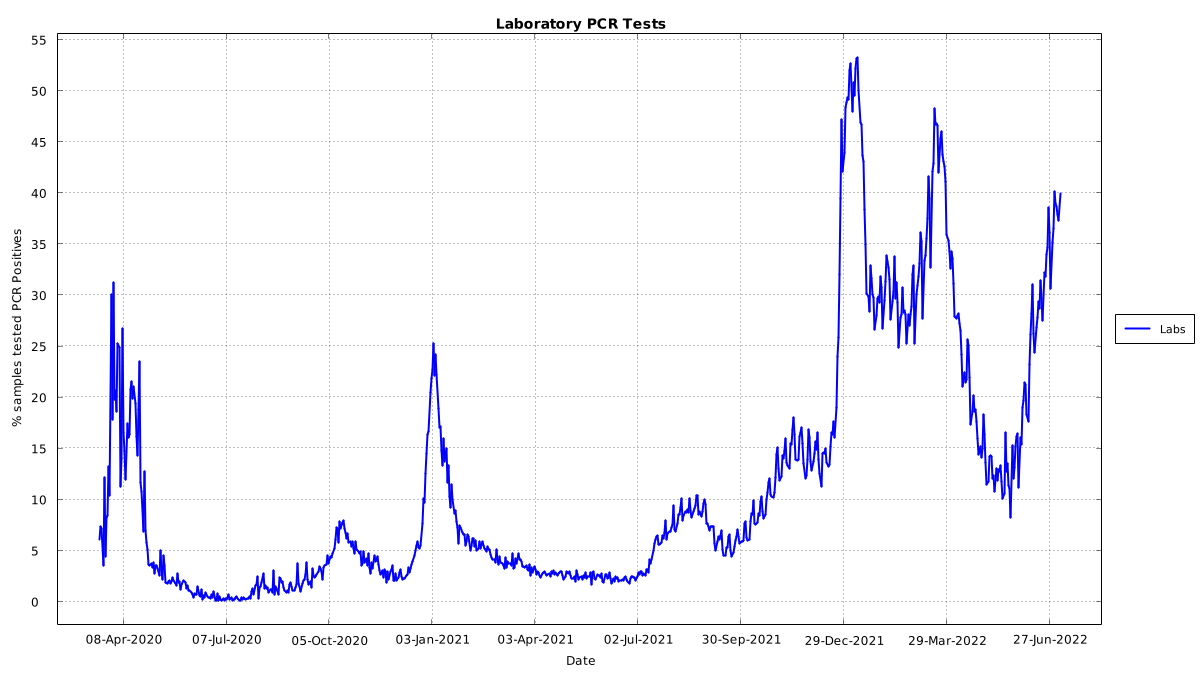 Laboratory PCR Tests
% samples tested PCR Positives
55
50
45
40
35
30
25
20
15
10
5
0
08-Apr-2020 07-Jul-2020 05-Oct-2020 03-Jan-2021 03-Apr-2021 02-Jul-2021 30-Sep-2021 29-Dec-2021 29-Mar-2022 27-Jun-2022
Date
Labs